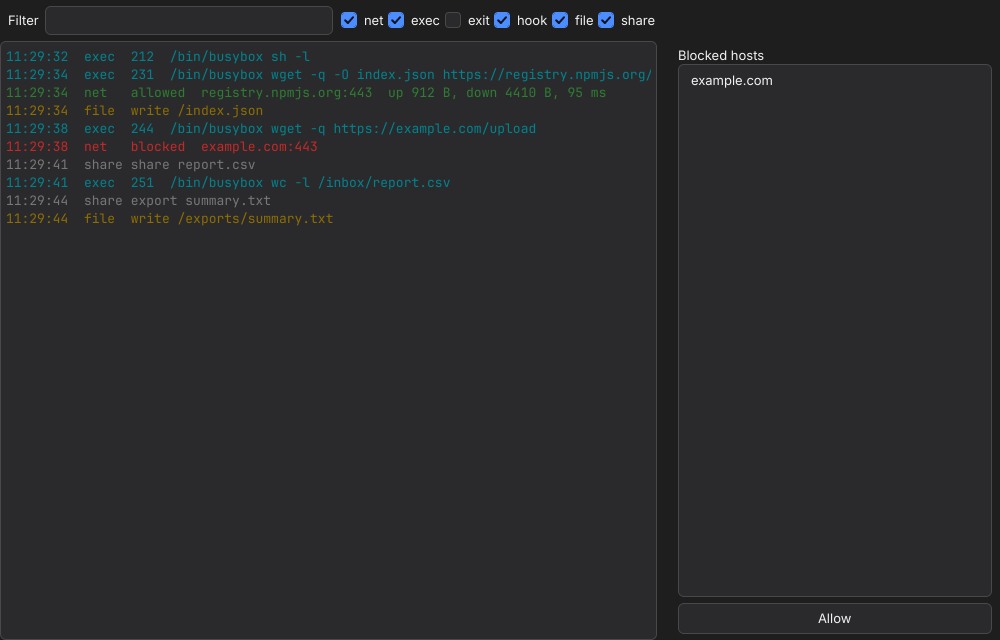 Filter net exec exit hook file share
11:29:32 exec 212 /bin/busybox sh -l
11:29:34 exec 231 /bin/busybox wget -q -O index.json https://registry.npmjs.org/
11:29:34 net allowed registry.npmjs.org:443 up 912 B, down 4410 B, 95 ms
11:29:34 file write /index.json
11:29:38 exec 244 /bin/busybox wget -q https://example.com/upload
11:29:38 net blocked example.com:443
11:29:41 share share report.csv
11:29:41 exec 251 /bin/busybox wc -l /inbox/report.csv
11:29:44 share export summary.txt
11:29:44 file write /exports/summary.txt
Blocked hosts
example.com
Allow